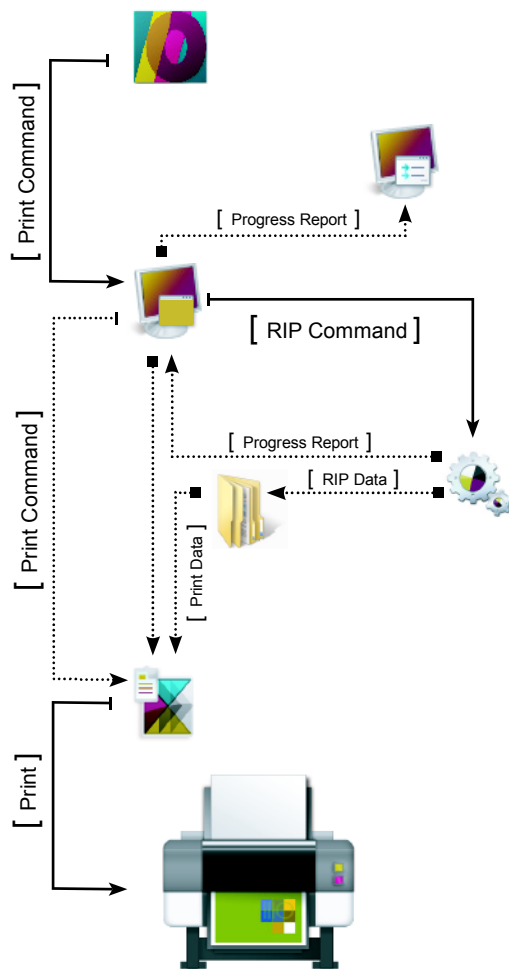 [ Print Command ]
[ Progress Report ]
[ RIP Command ]
[ Print Command ]
[ Progress Report ]
[ RIP Data ]
[ Print Data ]
[ Print ]